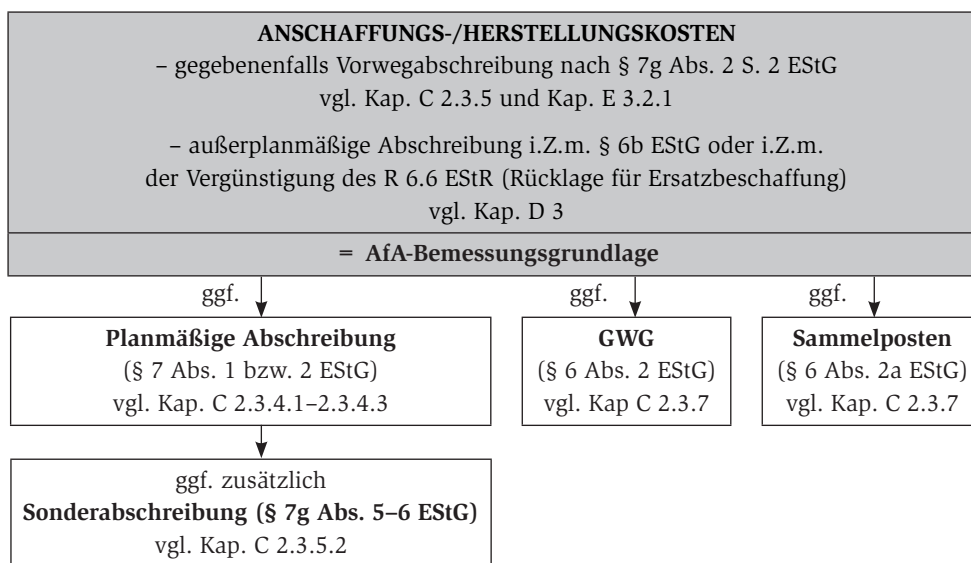 ANSCHAFFUNGS-/HERSTELLUNGSKOSTEN
– gegebenenfalls Vorwegabschreibung nach § 7g Abs. 2 S. 2 EStG
vgl. Kap. C 2.3.5 und Kap. E 3.2.1
– außerplanmäßige Abschreibung i.Z.m. § 6b EStG oder i.Z.m.
der Vergünstigung des R 6.6 EStR (Rücklage für Ersatzbeschaffung)
vgl. Kap. D 3
= AfA-Bemessungsgrundlage
ggf.
Planmäßige Abschreibung
(§ 7 Abs. 1 bzw. 2 EStG)
vgl. Kap. C 2.3.4.1–2.3.4.3
ggf.
GWG
(§ 6 Abs. 2 EStG)
vgl. Kap C 2.3.7
ggf.
Sammelposten
(§ 6 Abs. 2a EStG)
vgl. Kap. C 2.3.7
ggf. zusätzlich
Sonderabschreibung (§ 7g Abs. 5–6 EStG)
vgl. Kap. C 2.3.5.2